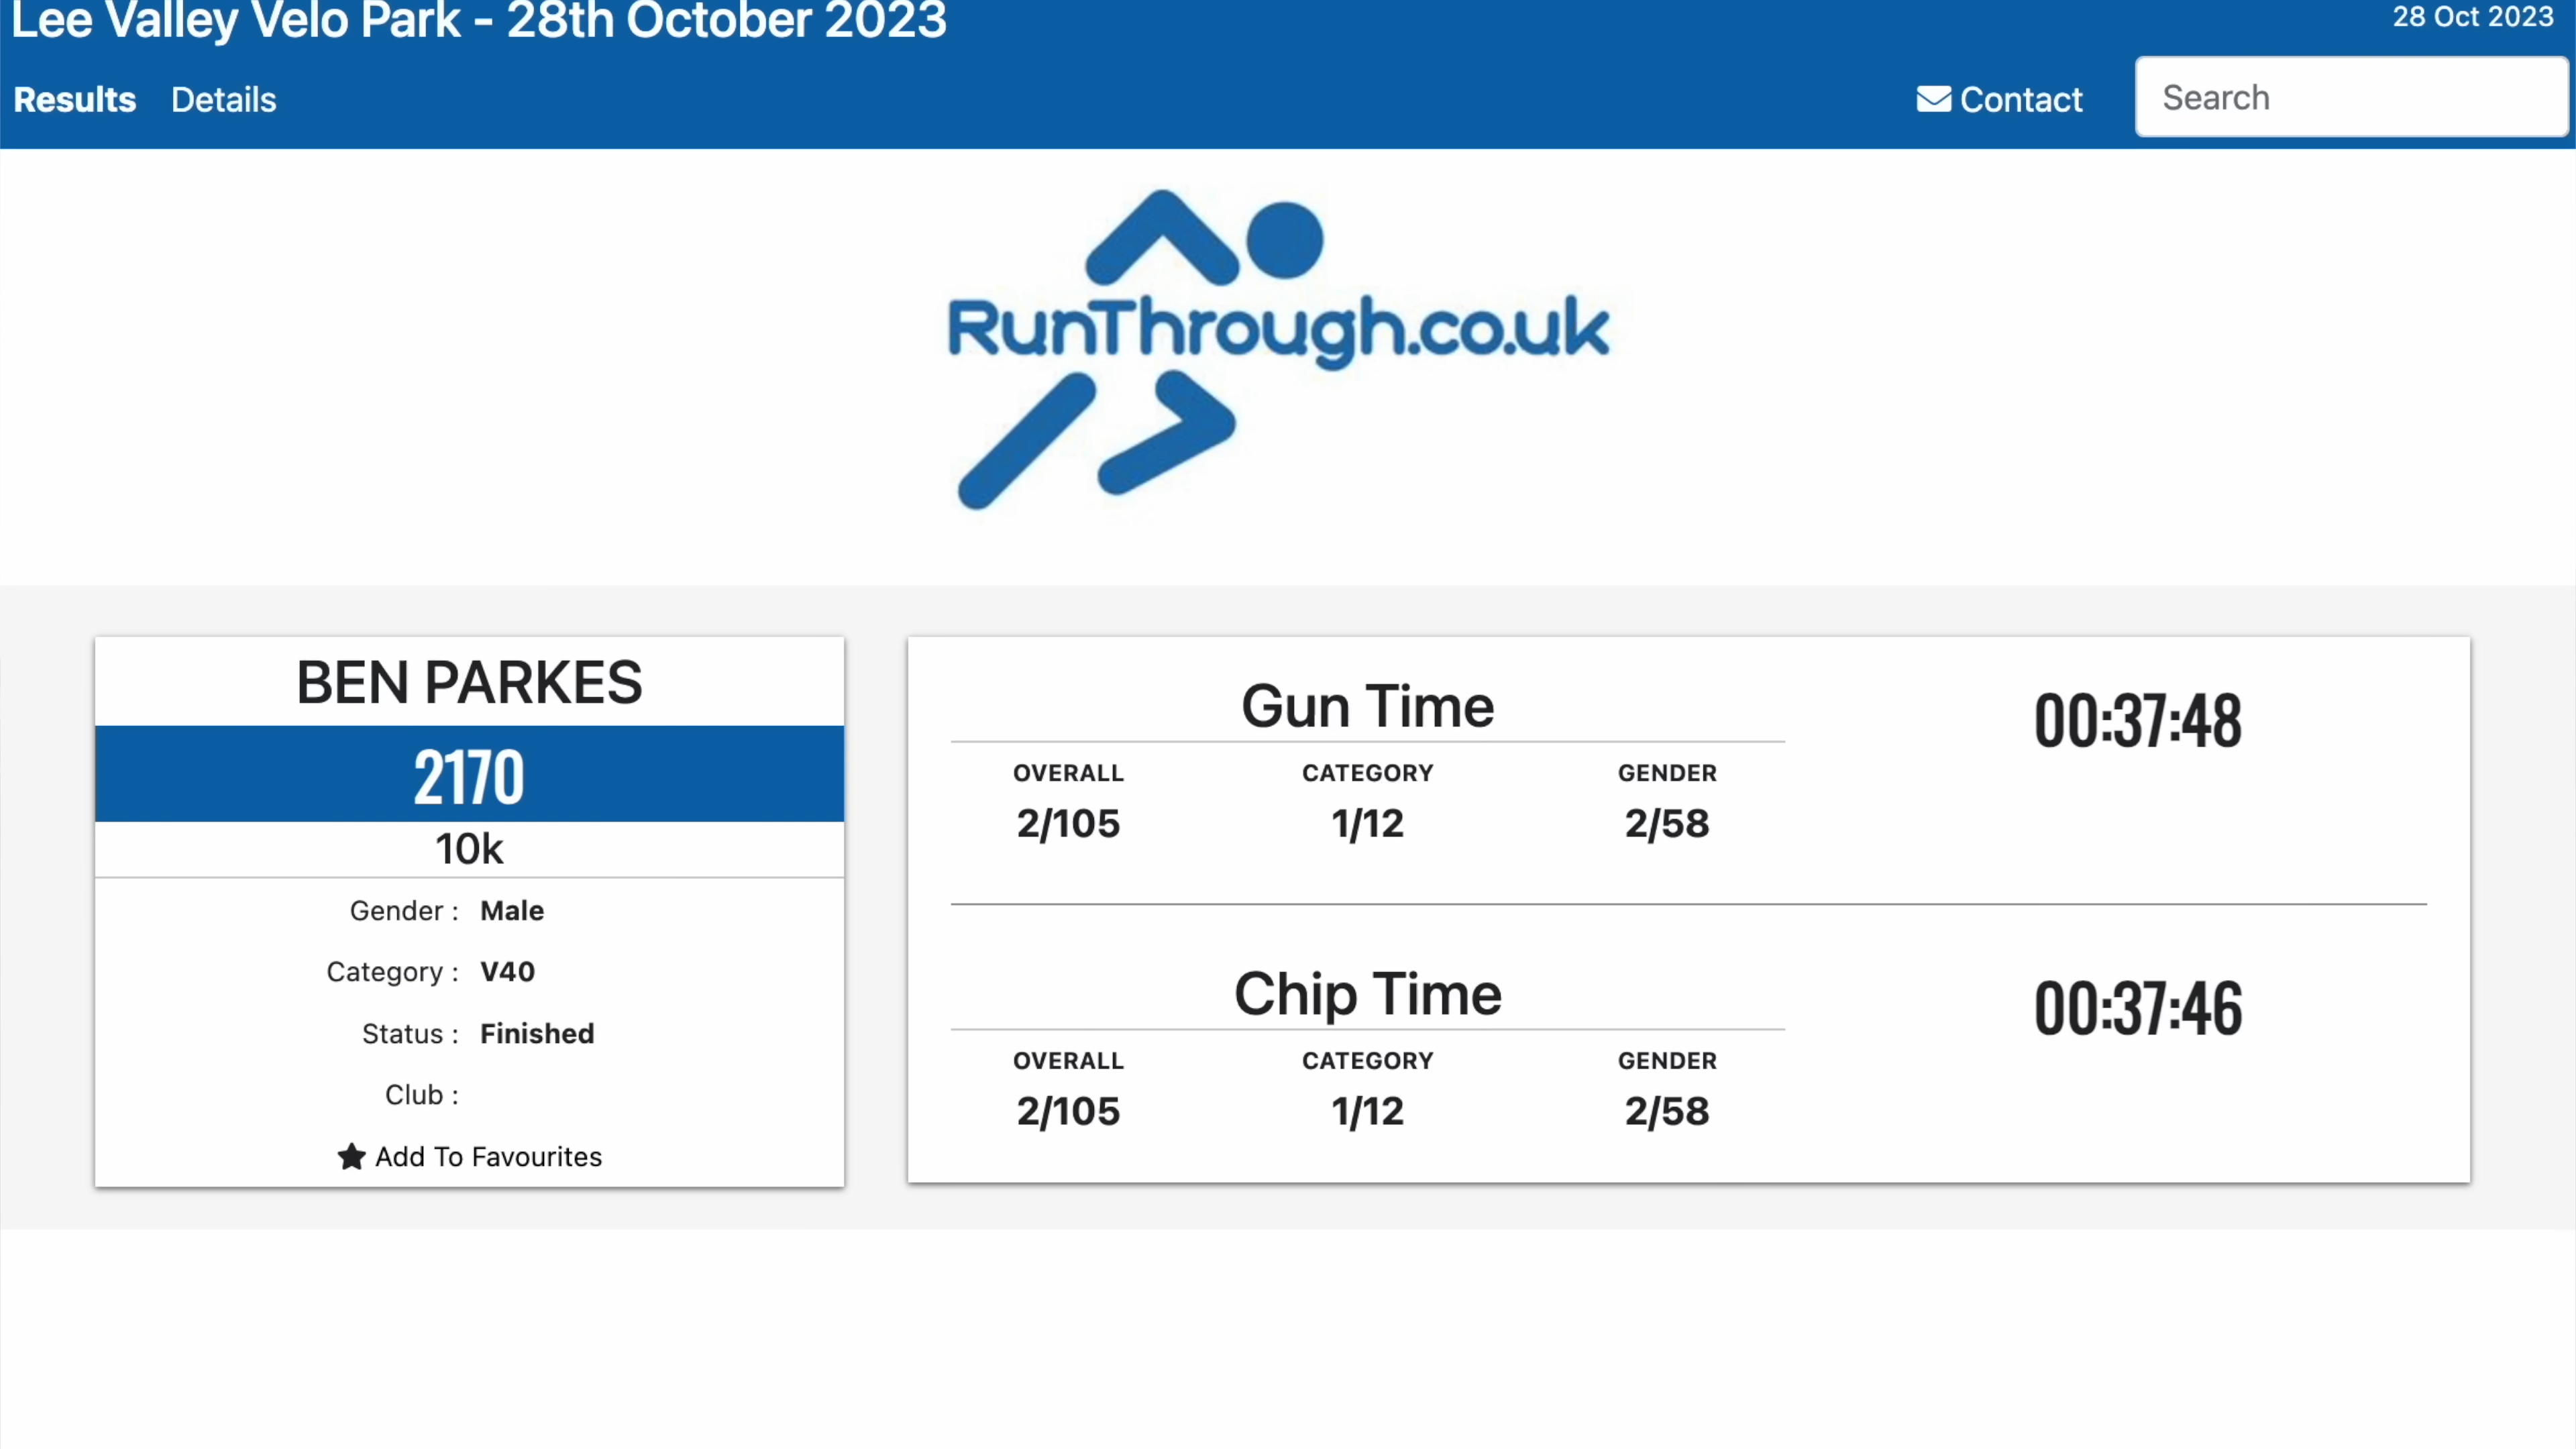 Lee Valley Velo Park - 28th October 2023
28 Oct 2023
Results Details
Contact
Search
RunThrough.co.uk
BEN PARKES
2170
10k
Gender : Male
Category : V40
Status : Finished
Club :
Add To Favourites
Gun Time
00:37:48
OVERALL CATEGORY GENDER
2/105 1/12 2/58
Chip Time
00:37:46
OVERALL CATEGORY GENDER
2/105 1/12 2/58